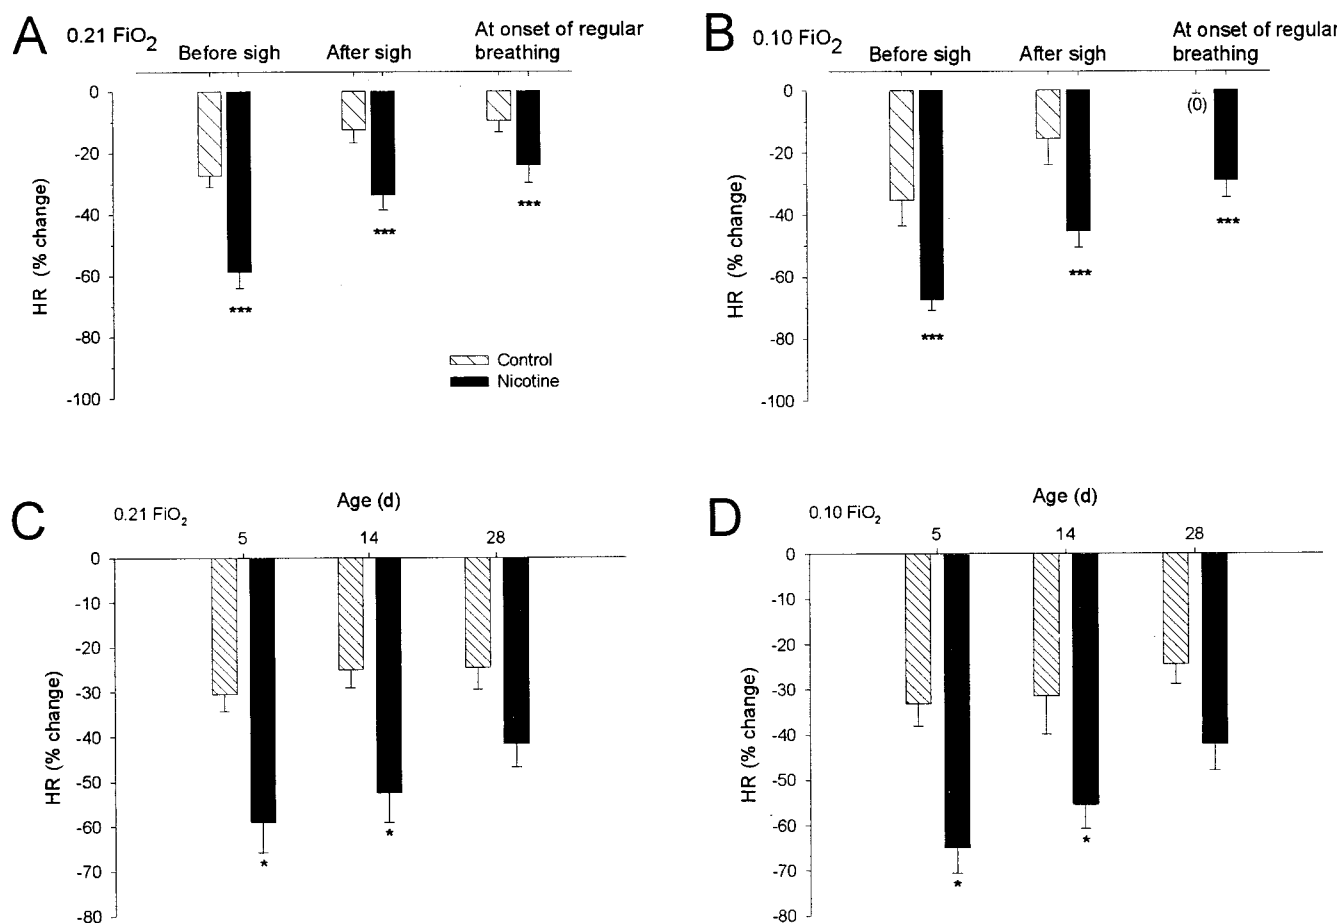 A
0.21 FiO2
Before sigh
After sigh
At onset of regular
breathing
0
-20
-40
-60
-80
-100
HR (% change)
***
***
***
Control
Nicotine
B
0.10 FiO2
Before sigh
After sigh
At onset of regular
breathing
0
-20
-40
-60
-80
-100
HR (% change)
(0)
***
***
***
C
0.21 FiO2
Age (d)
5
14
28
0
-10
-20
-30
-40
-50
-60
-70
-80
HR (% change)
*
*
D
0.10 FiO2
Age (d)
5
14
28
0
-10
-20
-30
-40
-50
-60
-70
-80
HR (% change)
*
*